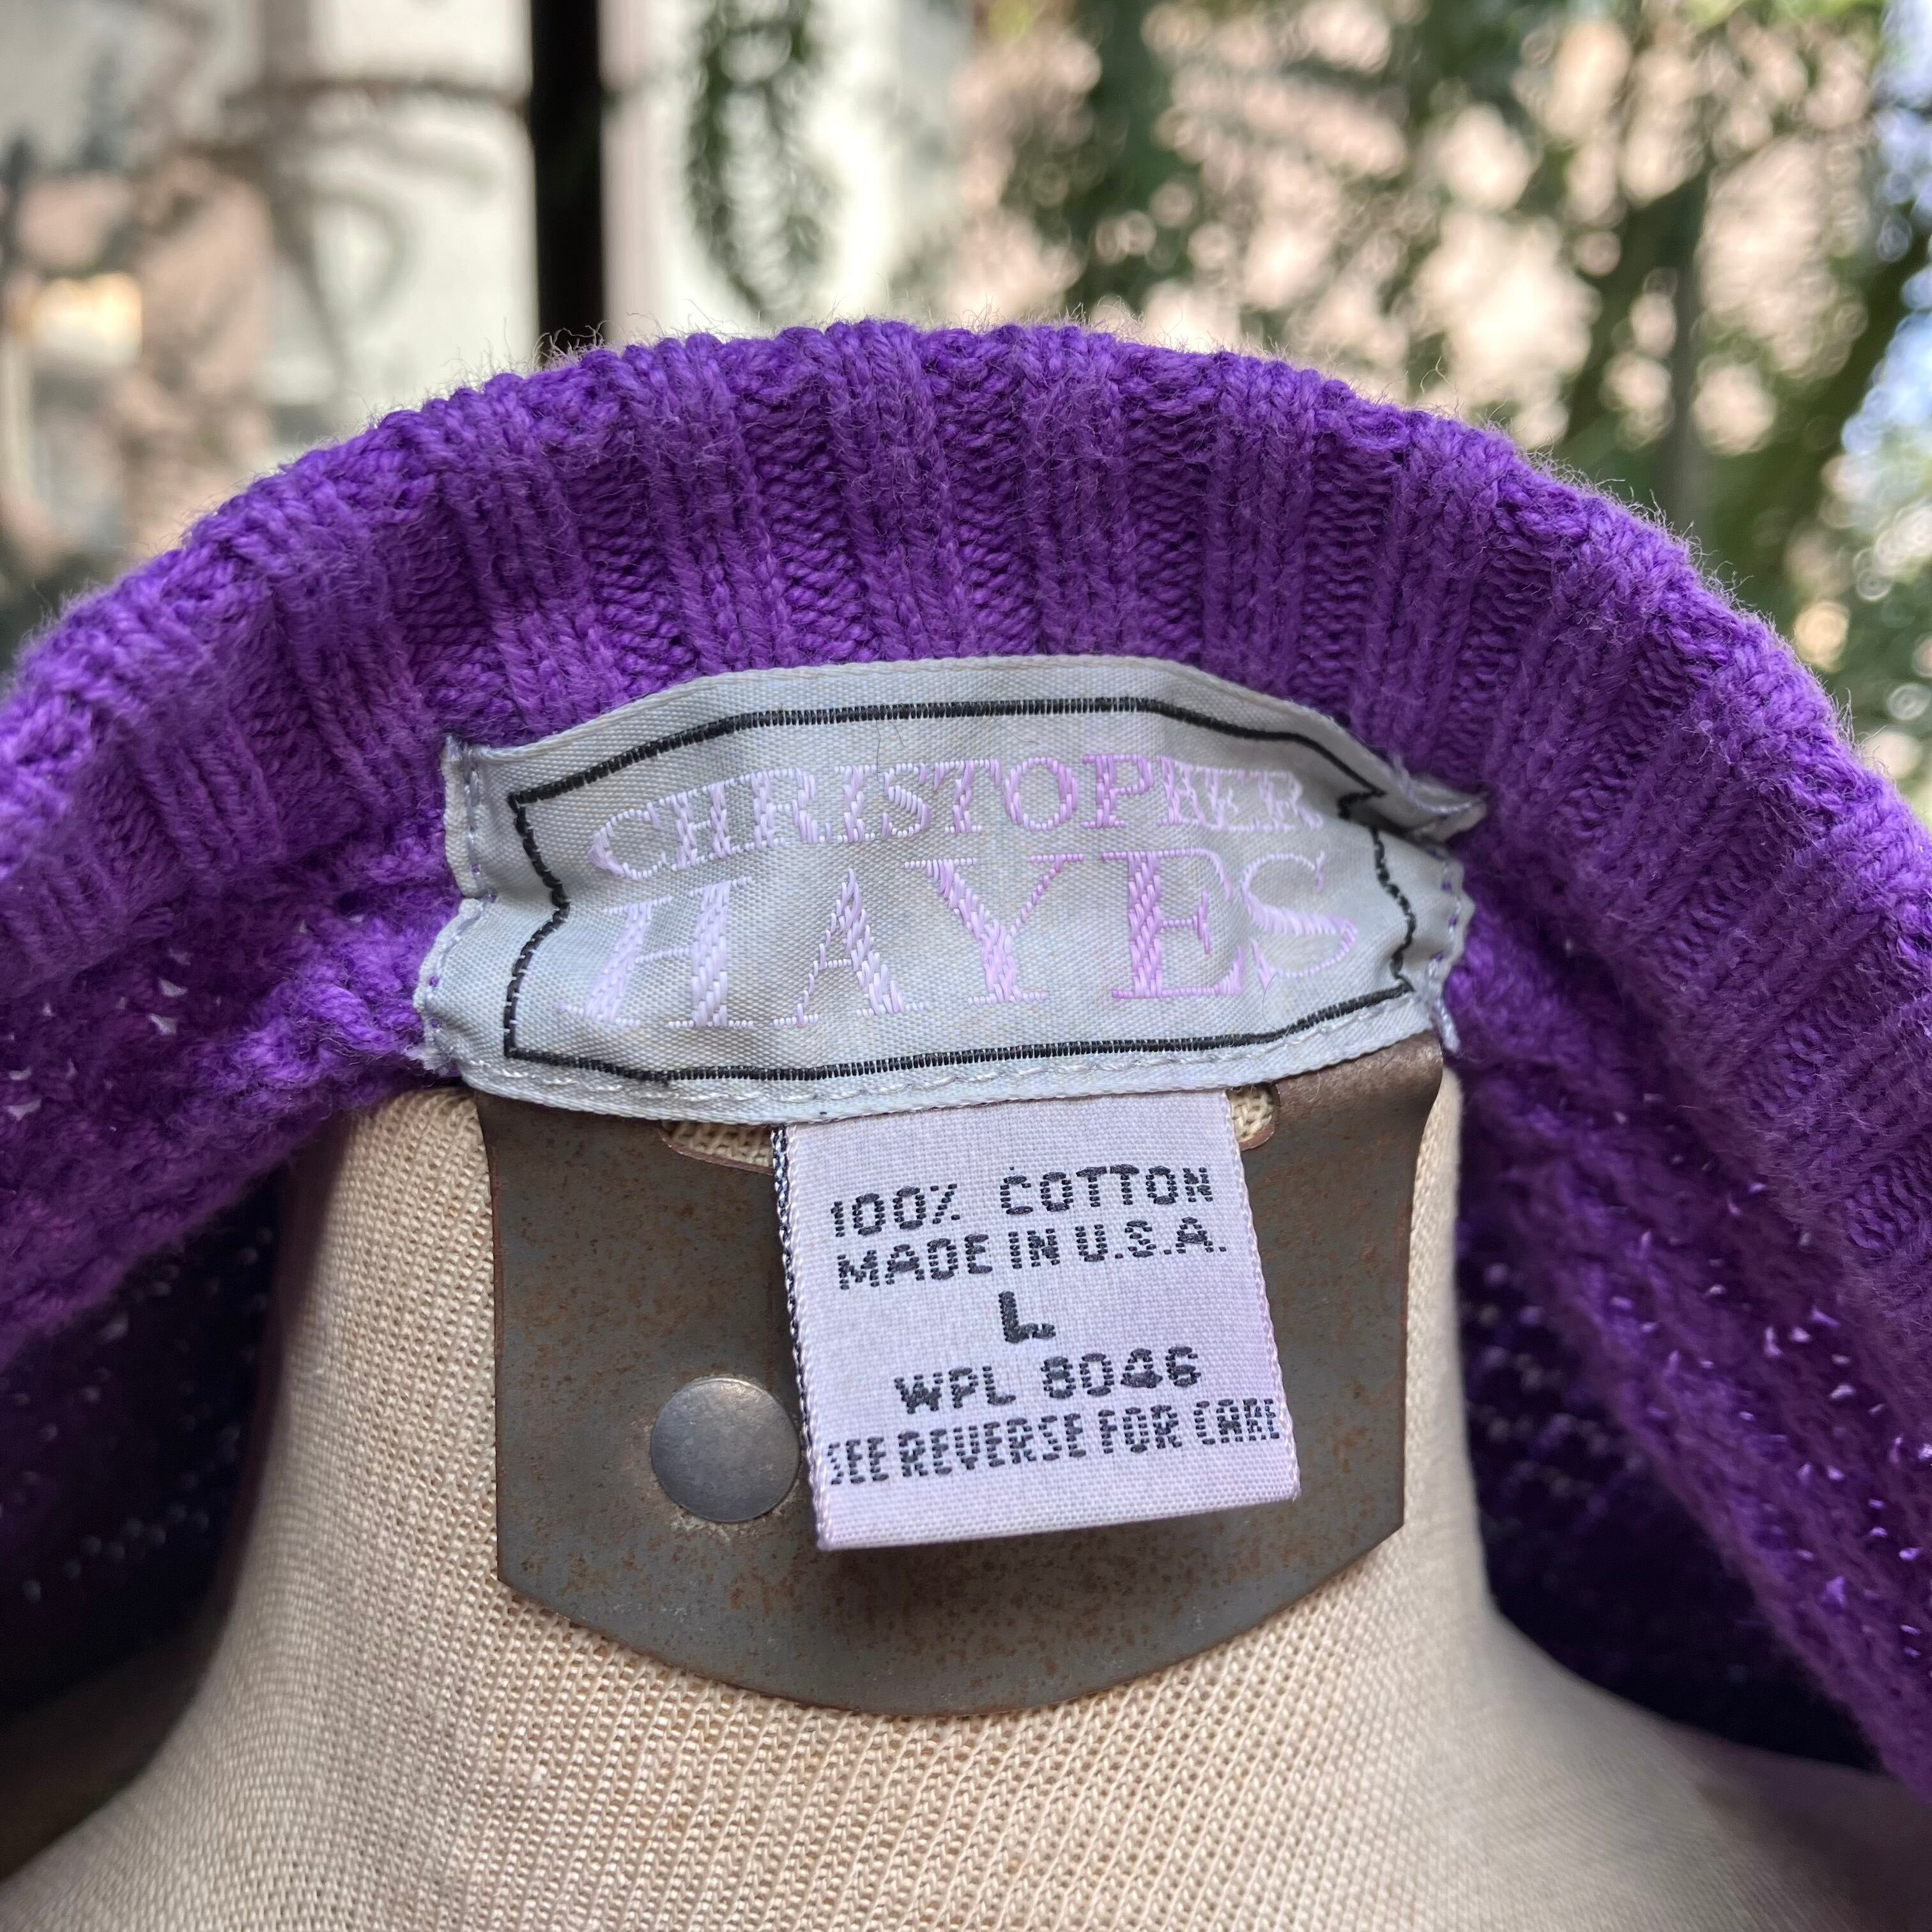 CHRISTOPHER
HAYES
100% COTTON
MADE IN U.S.A.
L
WPL 8046
SEE REVERSE FOR CARE